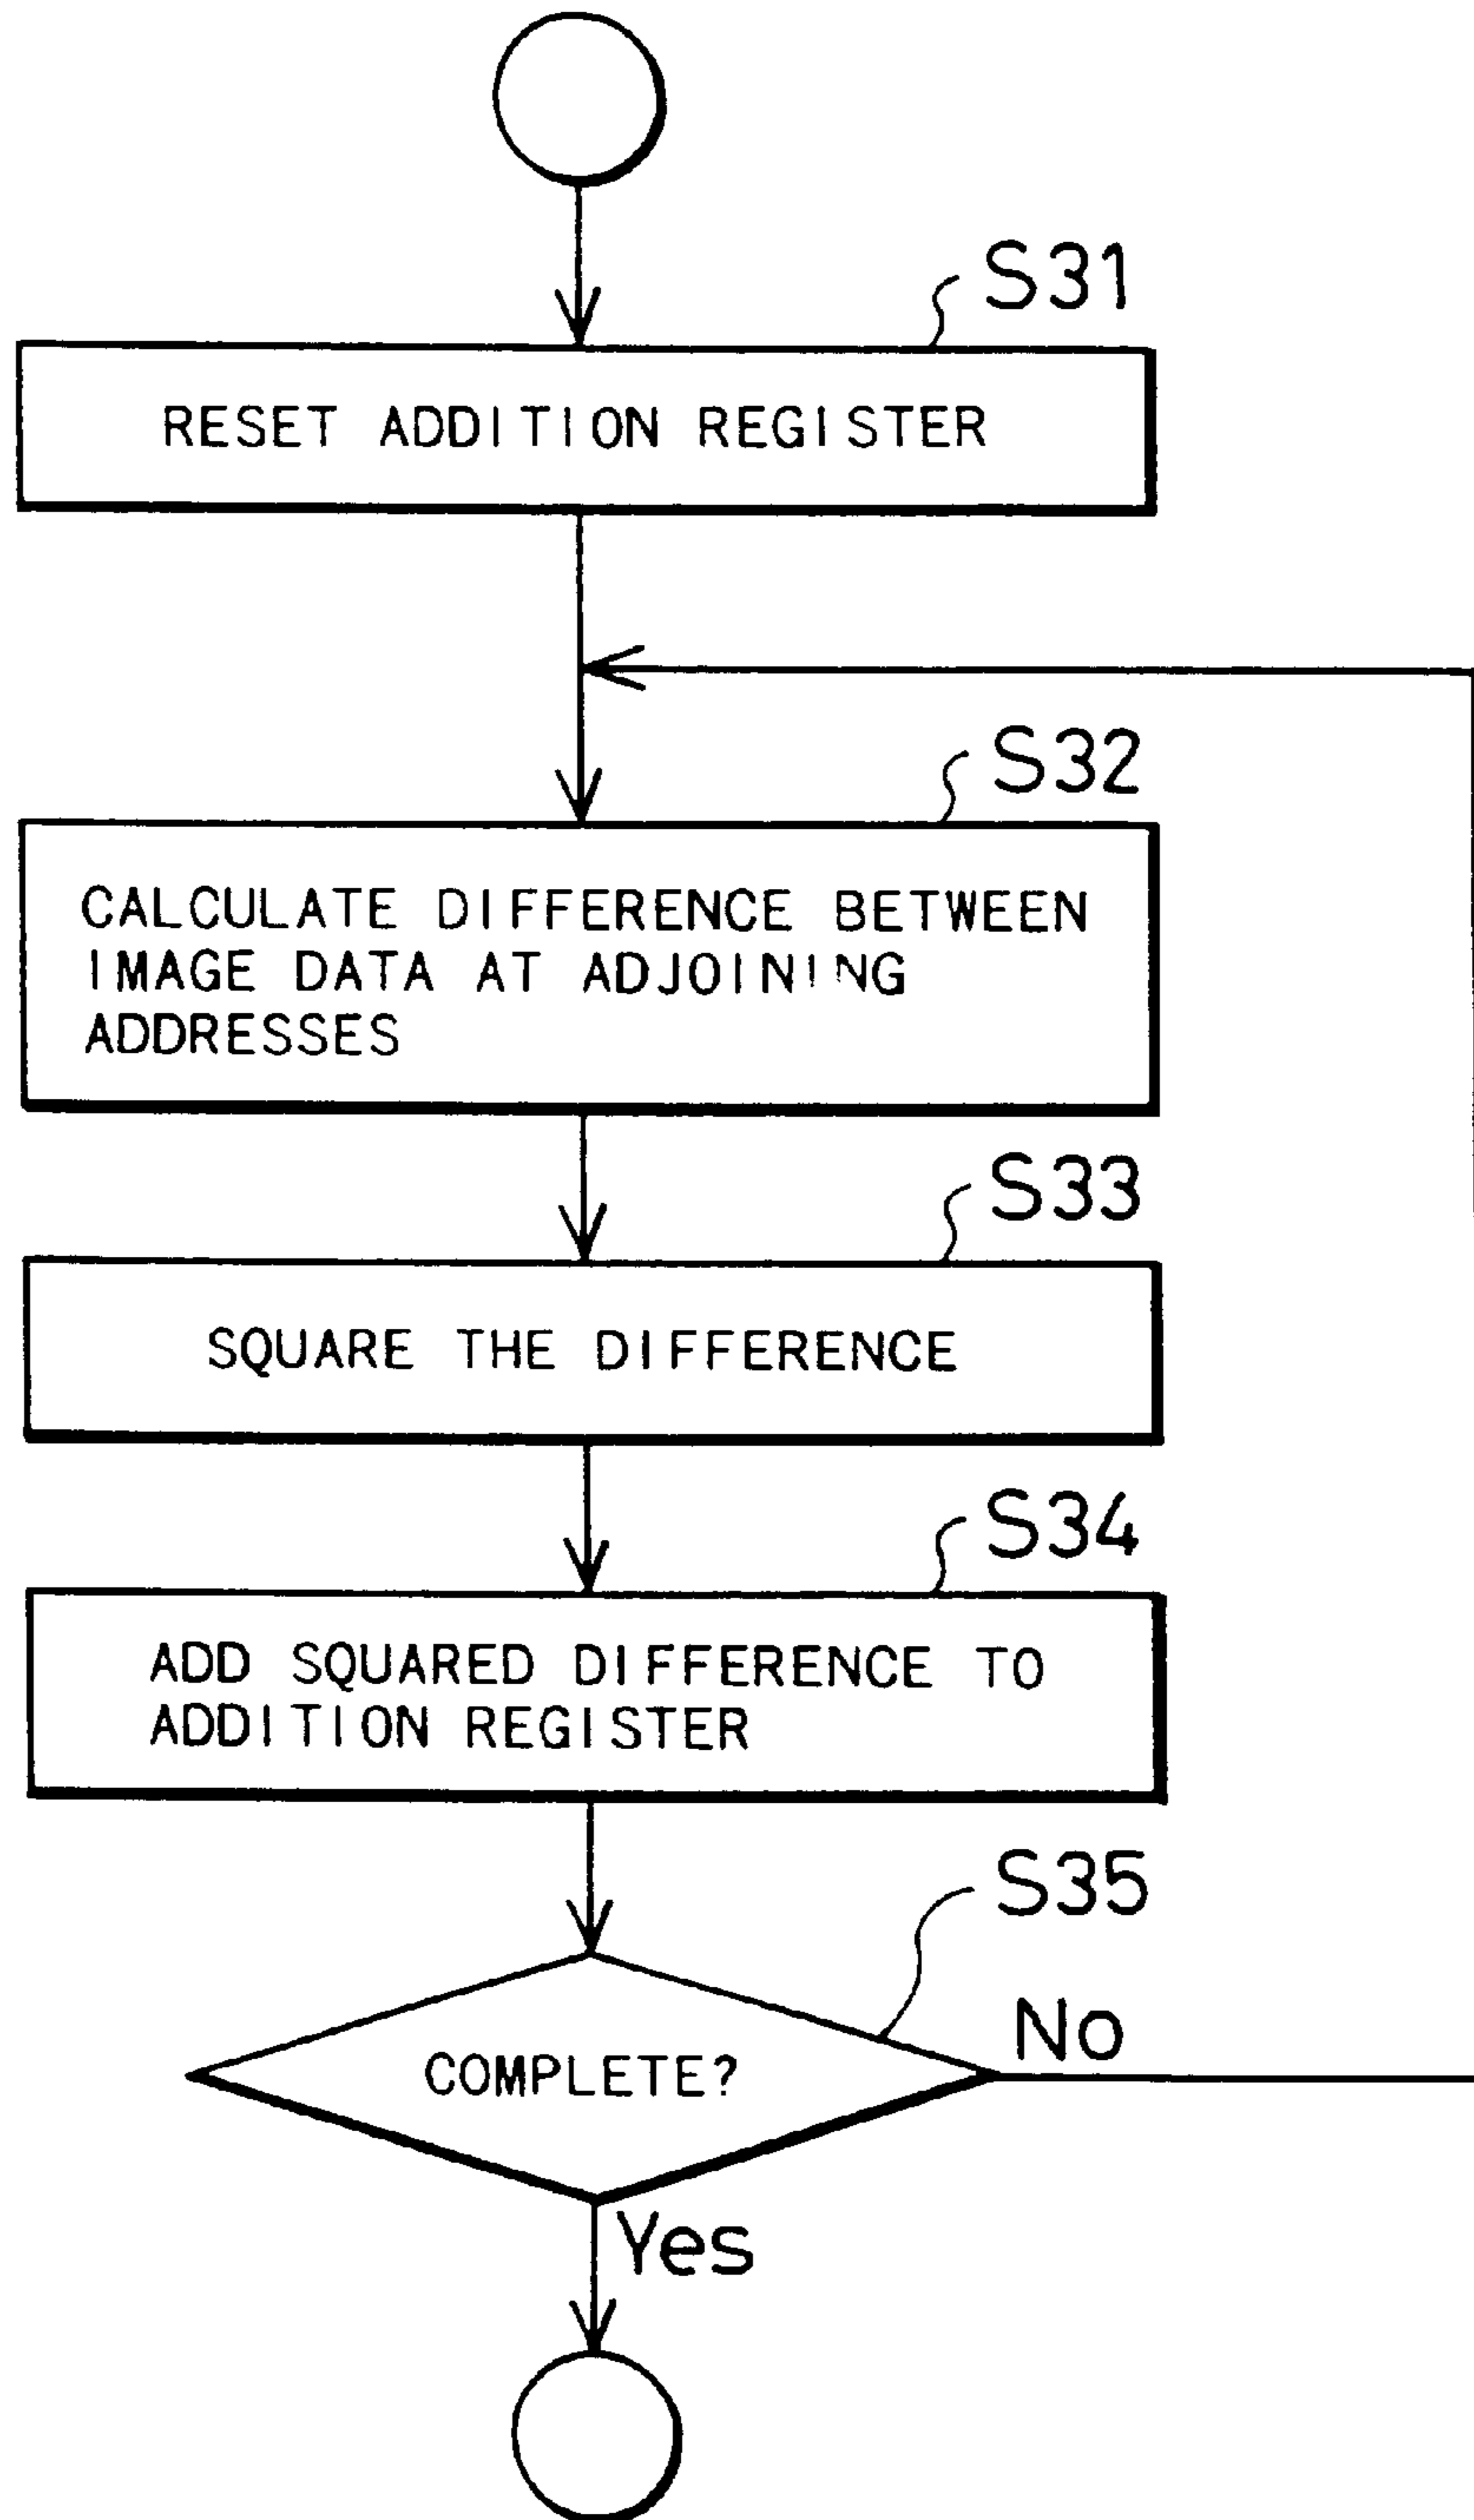 S31
RESET ADDITION REGISTER
S32
CALCULATE DIFFERENCE BETWEEN
IMAGE DATA AT ADJOINING
ADDRESSES
S33
SQUARE THE DIFFERENCE
S34
ADD SQUARED DIFFERENCE TO
ADDITION REGISTER
S35
No
COMPLETE?
Yes